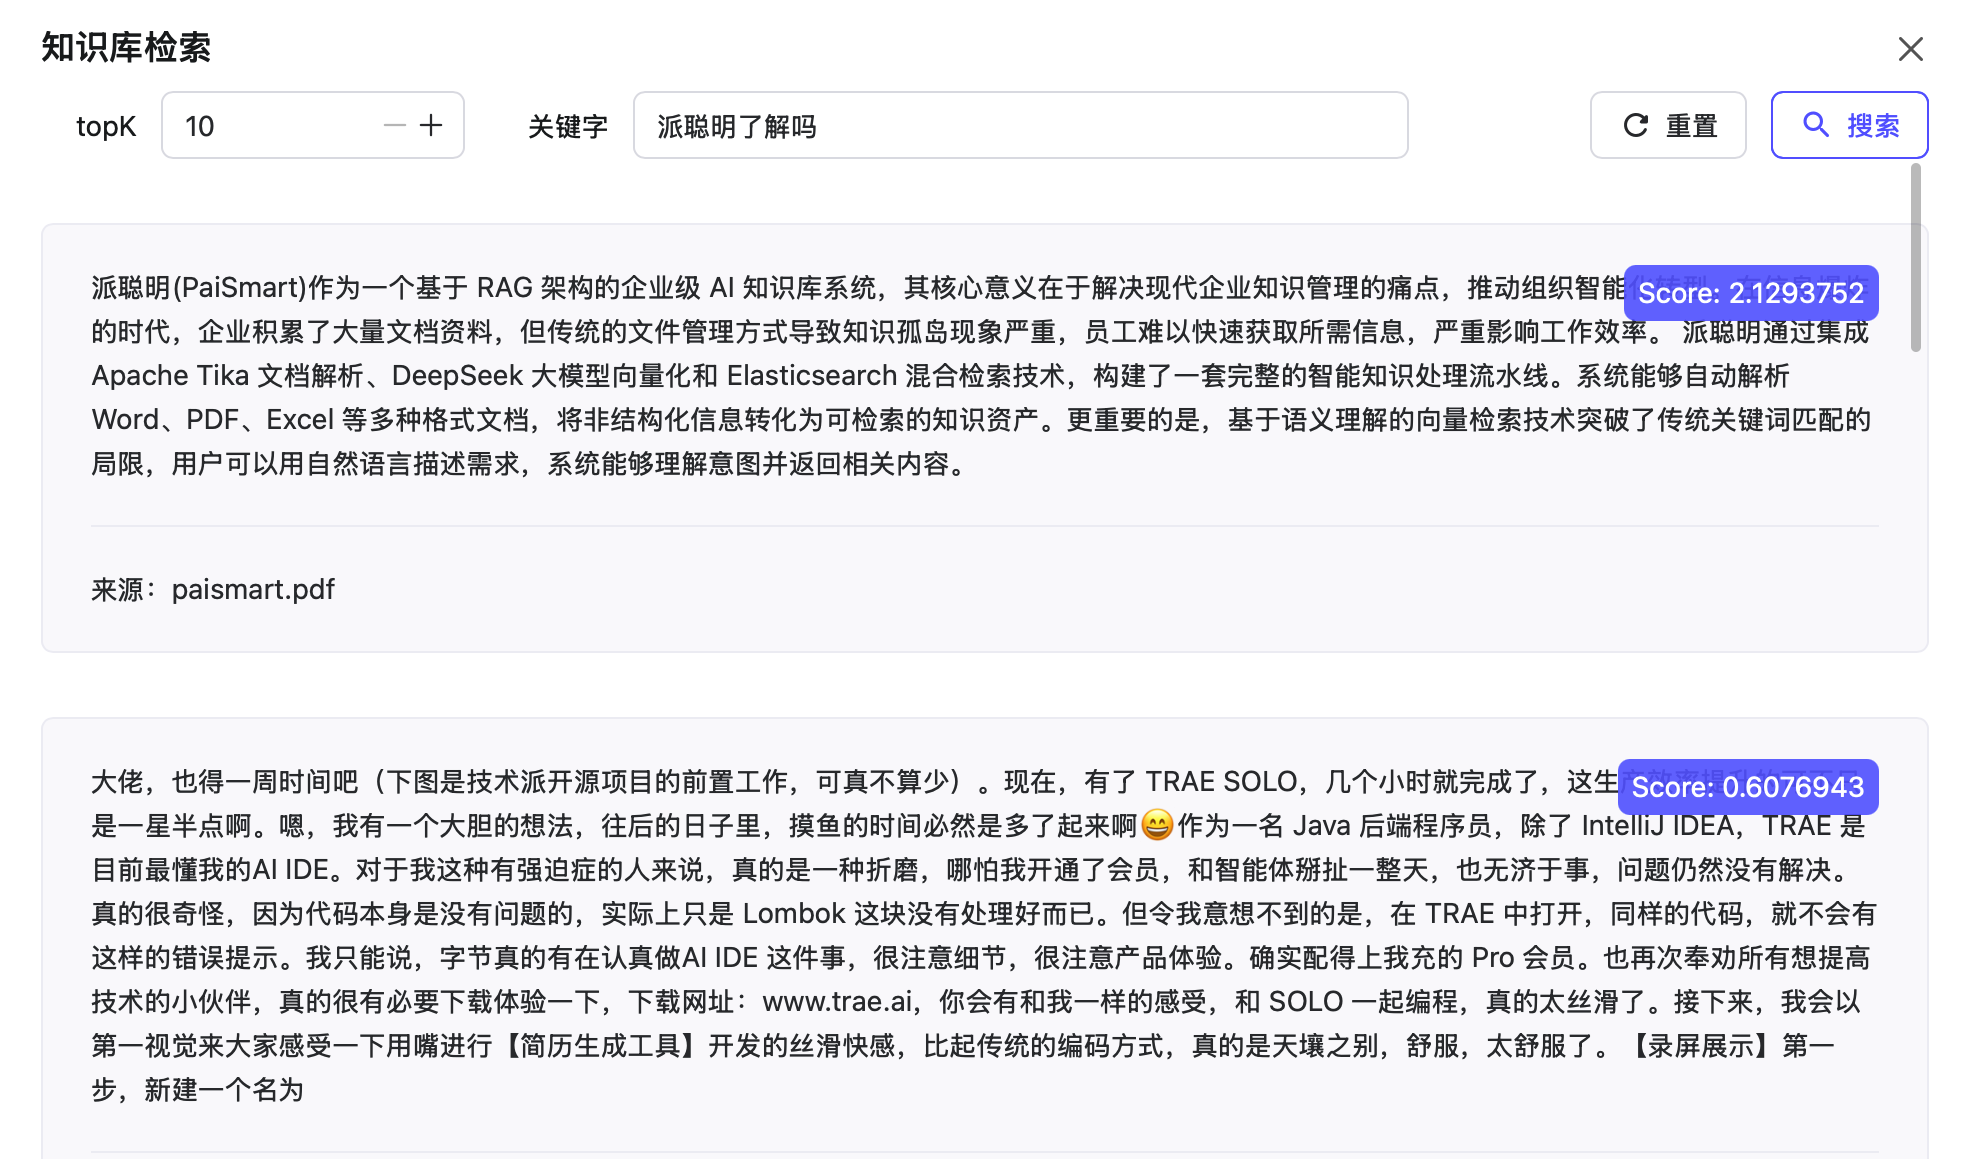 知识库检索
topK 10 关键字 派聪明了解吗 重置 搜索
派聪明(PaiSmart)作为一个基于 RAG 架构的企业级 AI 知识库系统，其核心意义在于解决现代企业知识管理的痛点，推动组织智能
Score: 2.1293752
的时代，企业积累了大量文档资料，但传统的文件管理方式导致知识孤岛现象严重，员工难以快速获取所需信息，严重影响工作效率。 派聪明通过集成
Apache Tika 文档解析、DeepSeek 大模型向量化和 Elasticsearch 混合检索技术，构建了一套完整的智能知识处理流水线。系统能够自动解析
Word、PDF、Excel 等多种格式文档，将非结构化信息转化为可检索的知识资产。更重要的是，基于语义理解的向量检索技术突破了传统关键词匹配的
局限，用户可以用自然语言描述需求，系统能够理解意图并返回相关内容。
来源：paismart.pdf
大佬，也得一周时间吧（下图是技术派开源项目的前置工作，可真不算少）。现在，有了 TRAE SOLO，几个小时就完成了，这生
Score: 0.6076943
是一星半点啊。嗯，我有一个大胆的想法，往后的日子里，摸鱼的时间必然是多了起来啊😄作为一名 Java 后端程序员，除了 IntelliJ IDEA，TRAE 是
目前最懂我的AI IDE。对于我这种有强迫症的人来说，真的是一种折磨，哪怕我开通了会员，和智能体掰扯一整天，也无济于事，问题仍然没有解决。
真的很奇怪，因为代码本身是没有问题的，实际上只是 Lombok 这块没有处理好而已。但令我意想不到的是，在 TRAE 中打开，同样的代码，就不会有
这样的错误提示。我只能说，字节真的有在认真做AI IDE 这件事，很注意细节，很注意产品体验。确实配得上我充的 Pro 会员。也再次奉劝所有想提高
技术的小伙伴，真的很有必要下载体验一下，下载网址：www.trae.ai，你会有和我一样的感受，和 SOLO 一起编程，真的太丝滑了。接下来，我会以
第一视觉来大家感受一下用嘴进行【简历生成工具】开发的丝滑快感，比起传统的编码方式，真的是天壤之别，舒服，太舒服了。【录屏展示】第一
步，新建一个名为